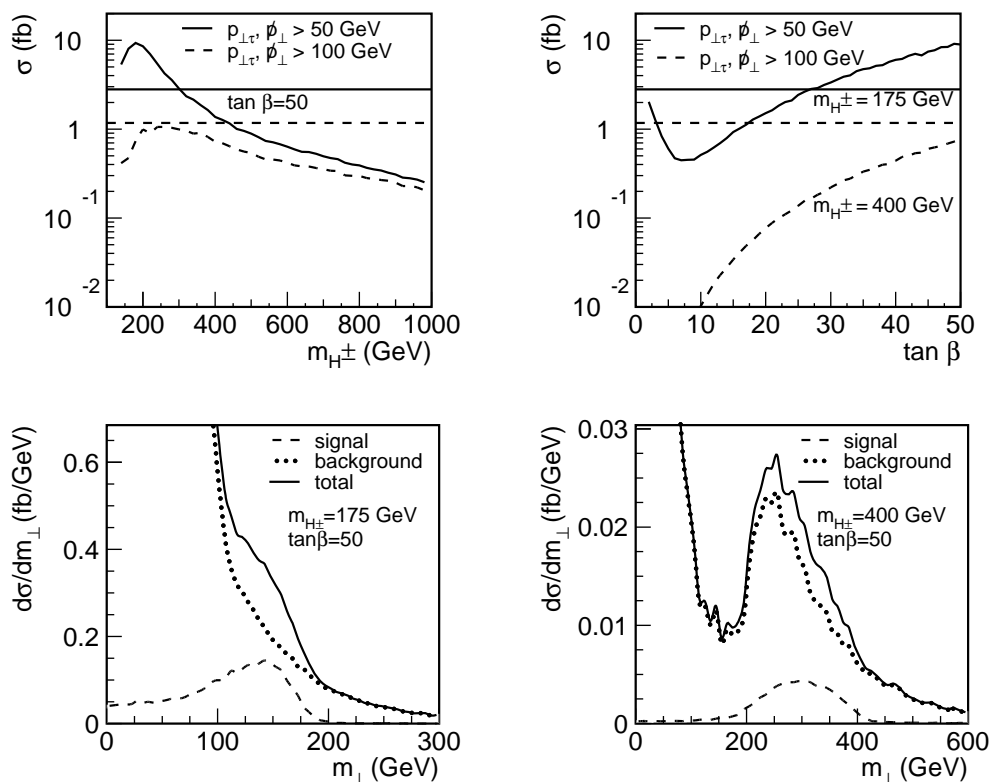 σ (fb)
10
1
10 -1
10 -2
p⊥τ, p̸⊥ > 50 GeV
p⊥τ, p̸⊥ > 100 GeV
tan β=50
200 400 600 800 1000
mH± (GeV)
σ (fb)
10
1
10 -1
10 -2
p⊥τ, p̸⊥ > 50 GeV
p⊥τ, p̸⊥ > 100 GeV
mH± = 175 GeV
mH± = 400 GeV
0 10 20 30 40 50
tan β
dσ/dm⊥ (fb/GeV)
0.6
0.4
0.2
0
signal
background
total
mH±=175 GeV
tanβ=50
0 100 200 300
m⊥ (GeV)
dσ/dm⊥ (fb/GeV)
0.03
0.02
0.01
0.00
signal
background
total
mH±=400 GeV
tanβ=50
0 200 400 600
m⊥ (GeV)